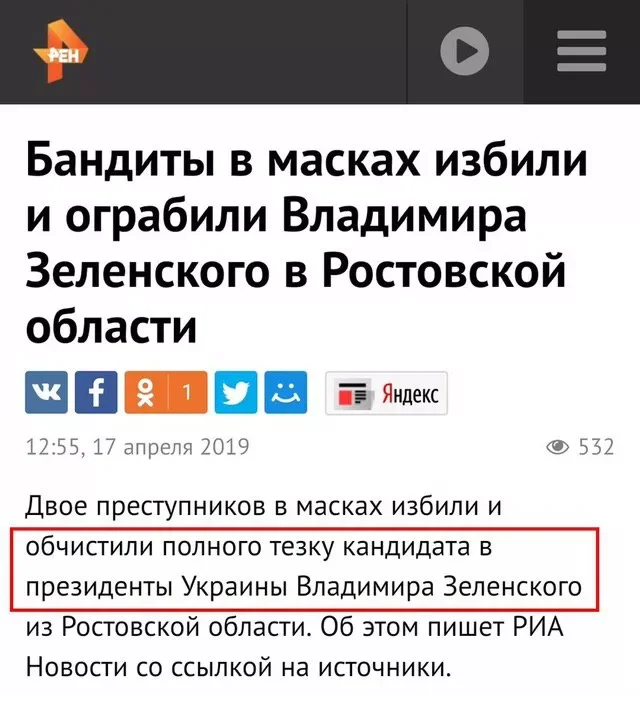 РЕН
Бандиты в масках избили
и ограбили Владимира
Зеленского в Ростовской
области
1
Яндекс
12:55, 17 апреля 2019
532
Двое преступников в масках избили и
обчистили полного тезку кандидата в
президенты Украины Владимира Зеленского
из Ростовской области. Об этом пишет РИА
Новости со ссылкой на источники.